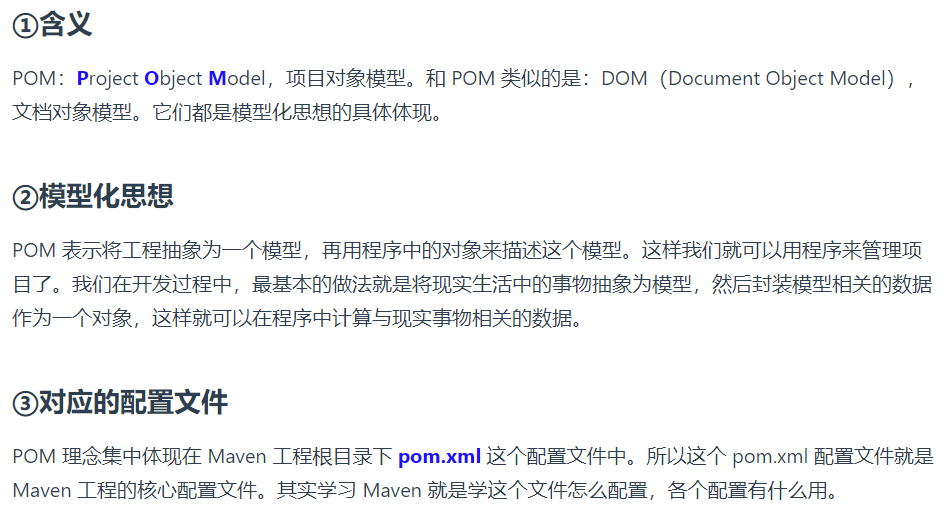 ①含义
POM：Project Object Model，项目对象模型。和 POM 类似的是：DOM（Document Object Model），
文档对象模型。它们都是模型化思想的具体体现。
②模型化思想
POM 表示将工程抽象为一个模型，再用程序中的对象来描述这个模型。这样我们就可以用程序来管理项
目了。我们在开发过程中，最基本的做法就是将现实生活中的事物抽象为模型，然后封装模型相关的数据
作为一个对象，这样就可以在程序中计算与现实事物相关的数据。
③对应的配置文件
POM 理念集中体现在 Maven 工程根目录下 pom.xml 这个配置文件中。所以这个 pom.xml 配置文件就是
Maven 工程的核心配置文件。其实学习 Maven 就是学这个文件怎么配置，各个配置有什么用。